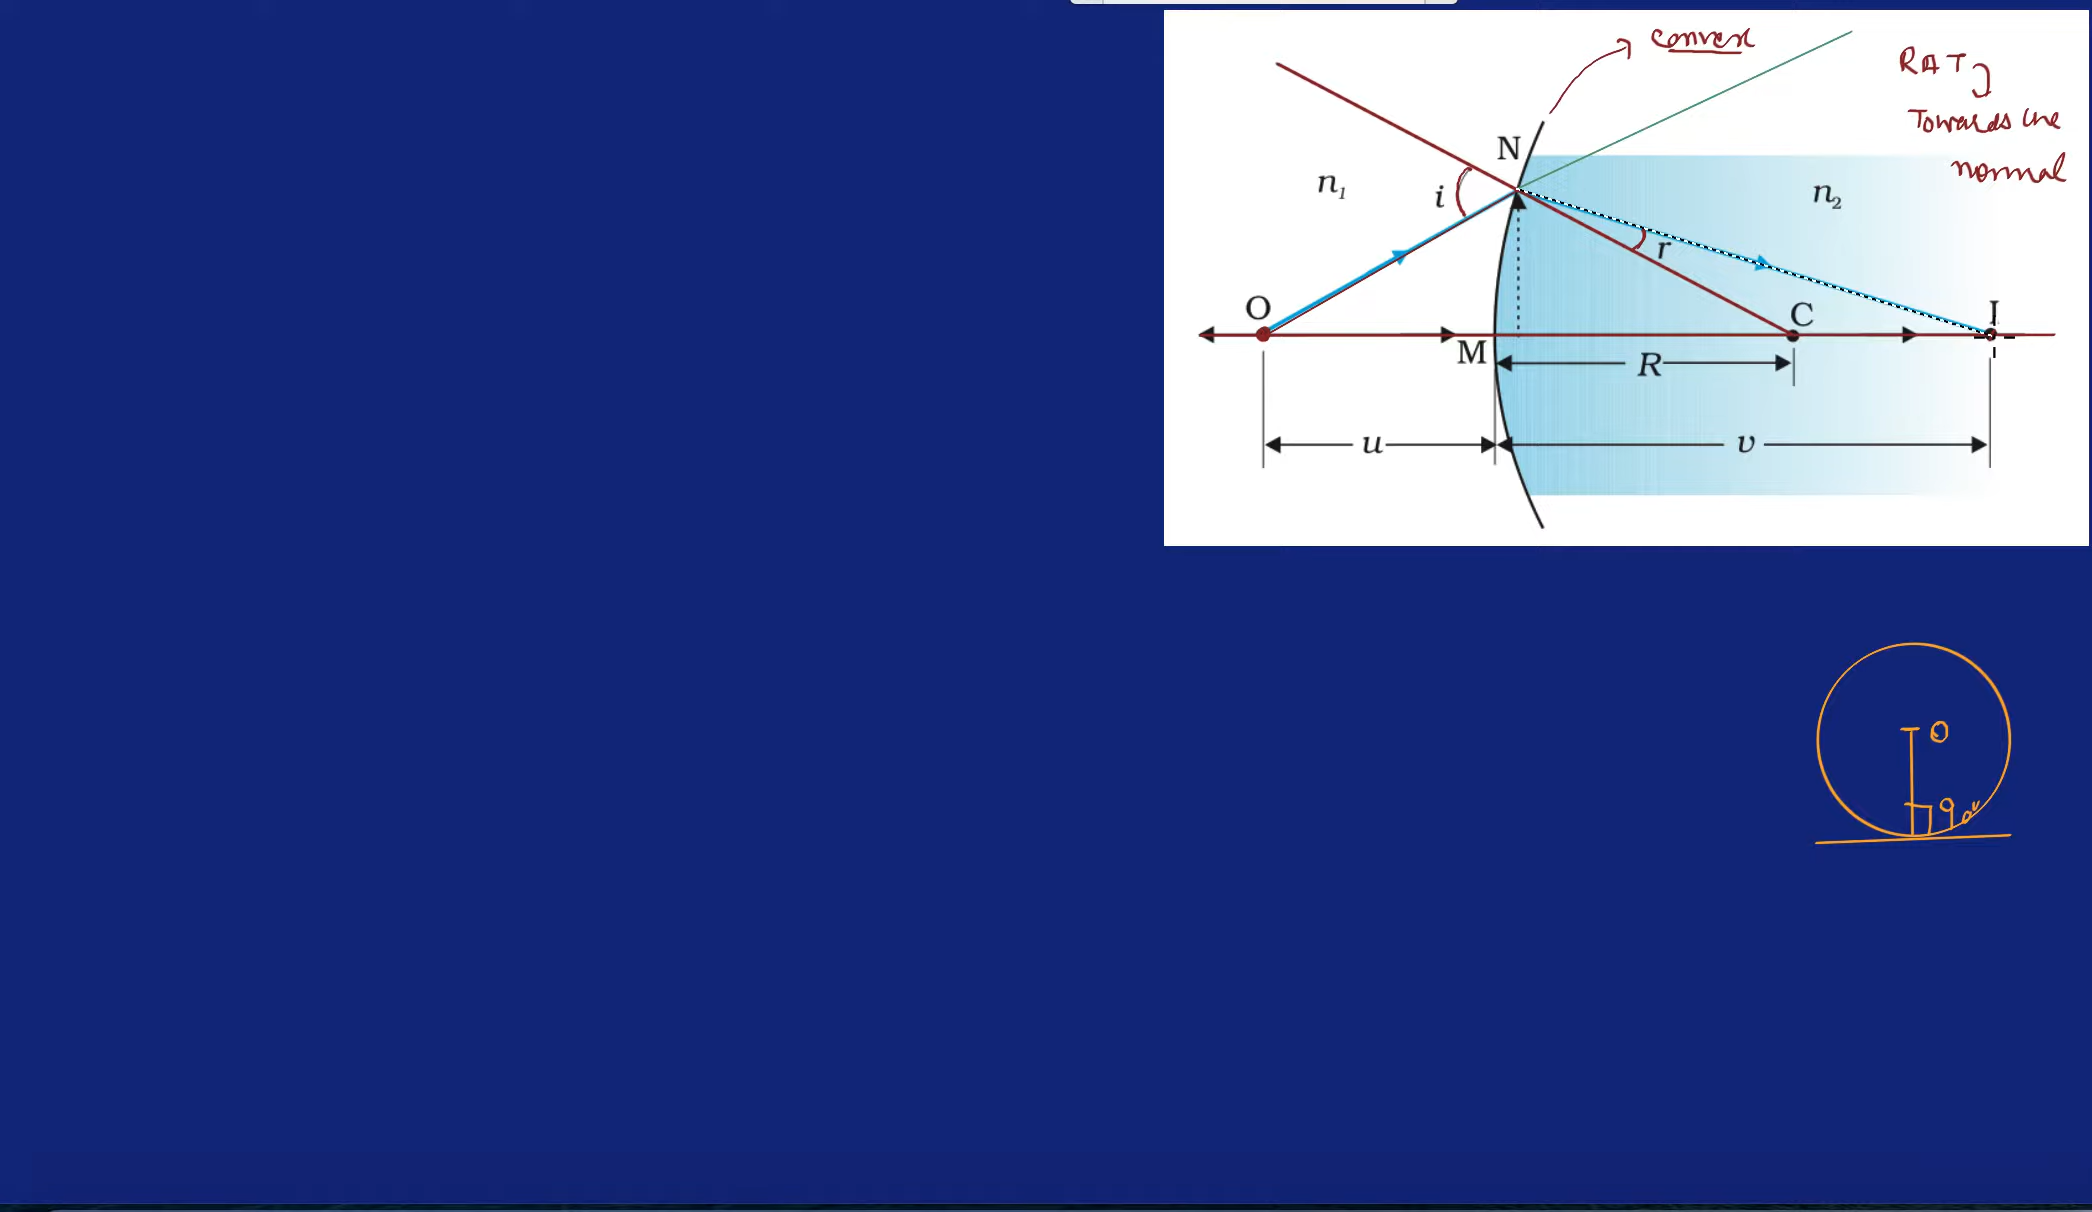 convex
RAT
Towards the
normal
N
n₁
i
n₂
r
O
C
I
M
R
u
v
O
90°